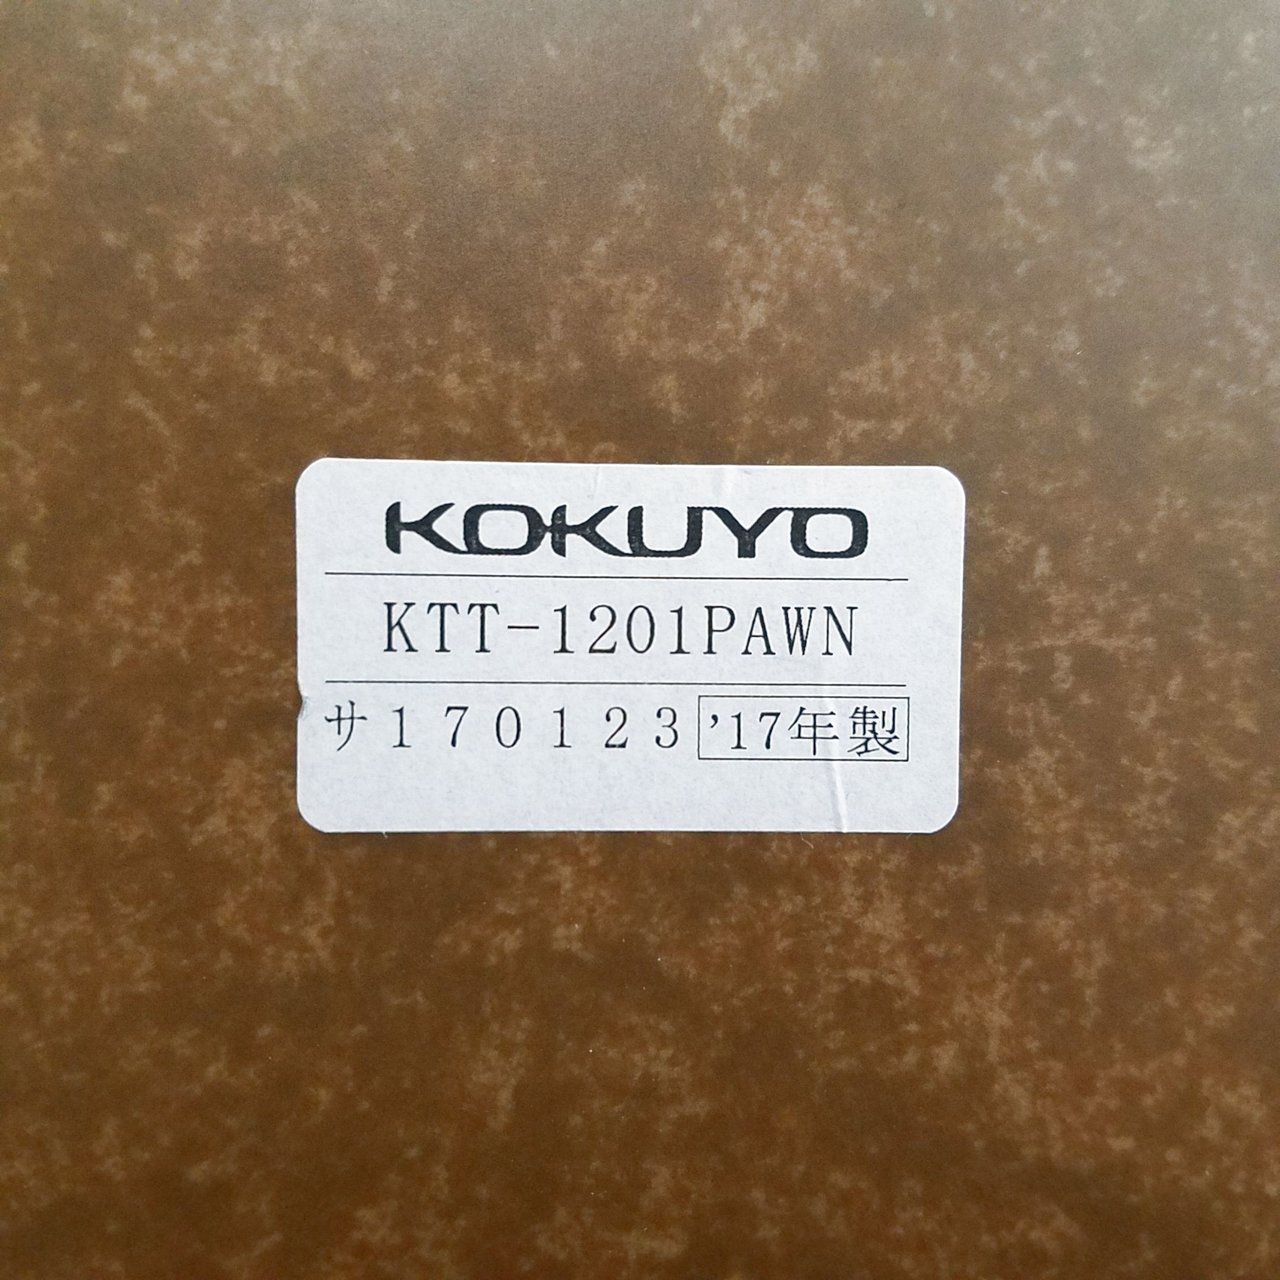 KOKUYO
KTT-1201PAWN
サ170123 '17年製